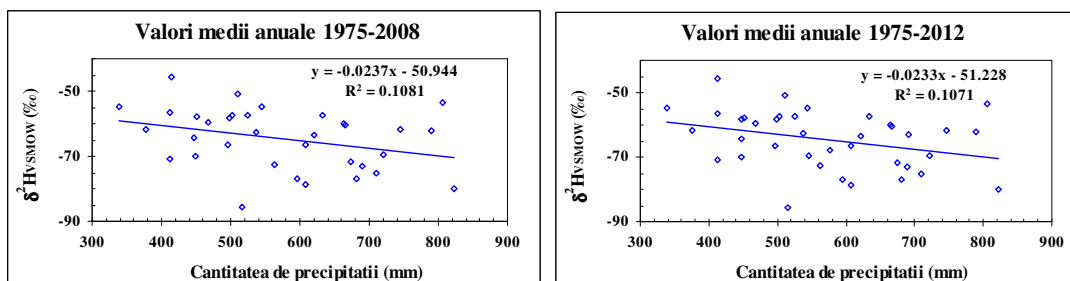 Valori medii anuale 1975-2008
y = -0.0237x - 50.944
R² = 0.1081
-50
-70
-90
δ²HVSMOW (‰)
300 400 500 600 700 800 900
Cantitatea de precipitatii (mm)
Valori medii anuale 1975-2012
y = -0.0233x - 51.228
R² = 0.1071
-50
-70
-90
δ²HVSMOW (‰)
300 400 500 600 700 800 900
Cantitatea de precipitatii (mm)